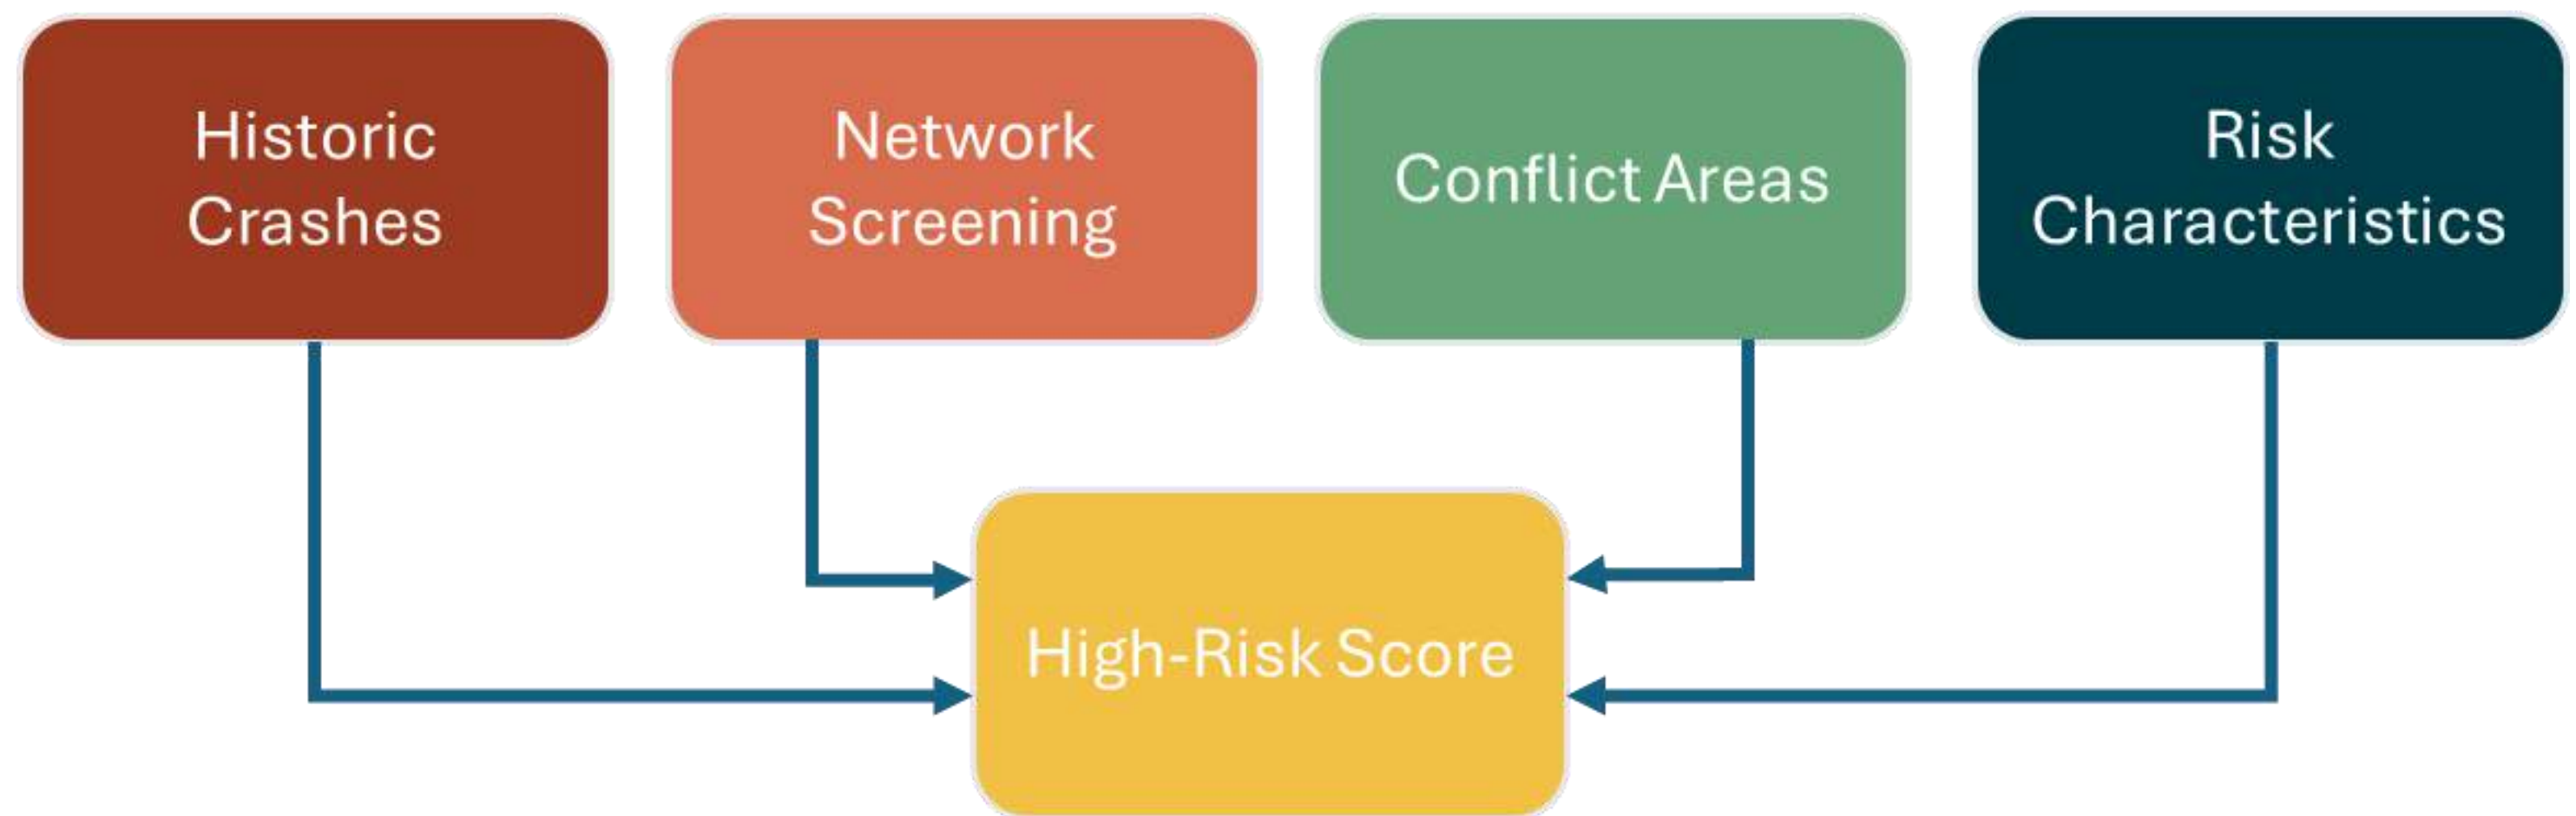 Historic
Crashes
Network
Screening
Conflict Areas
Risk
Characteristics
High-Risk Score